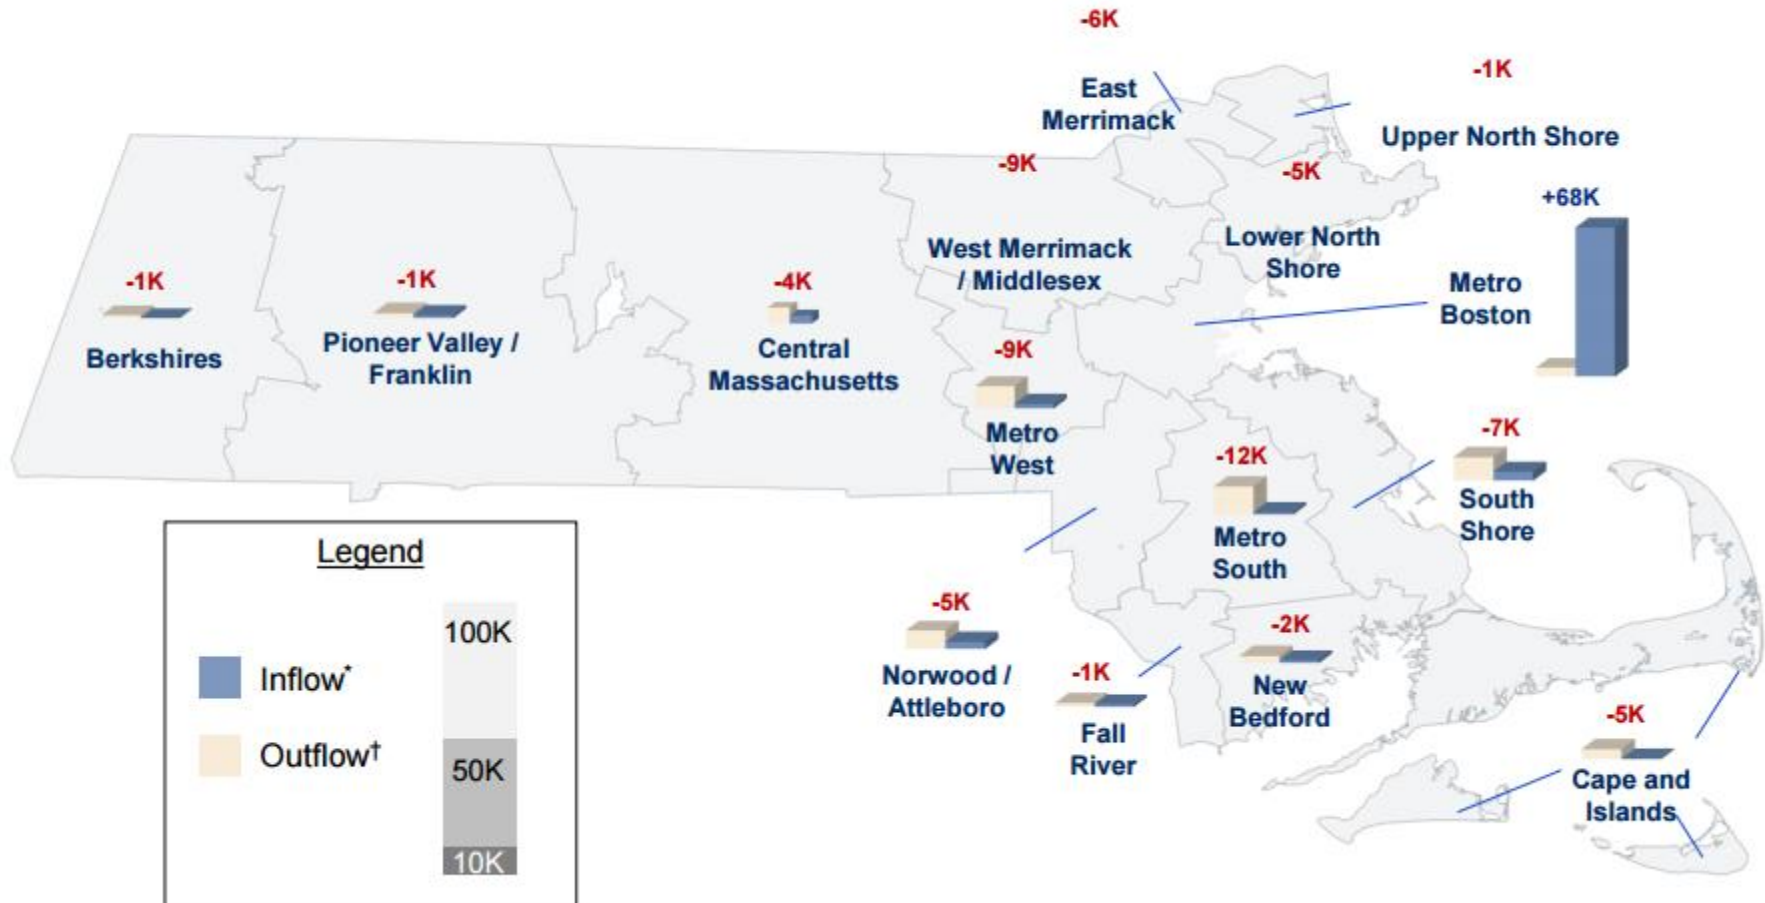 -6K
East
Merrimack
-1K
Upper North Shore
-9K
West Merrimack
/ Middlesex
-5K
Lower North
Shore
+68K
Metro
Boston
-1K
Berkshires
-1K
Pioneer Valley /
Franklin
-4K
Central
Massachusetts
-9K
Metro
West
-12K
Metro
South
-7K
South
Shore
-5K
Norwood /
Attleboro
-1K
Fall
River
-2K
New
Bedford
-5K
Cape and
Islands
Legend
Inflow*
Outflow†
100K
50K
10K